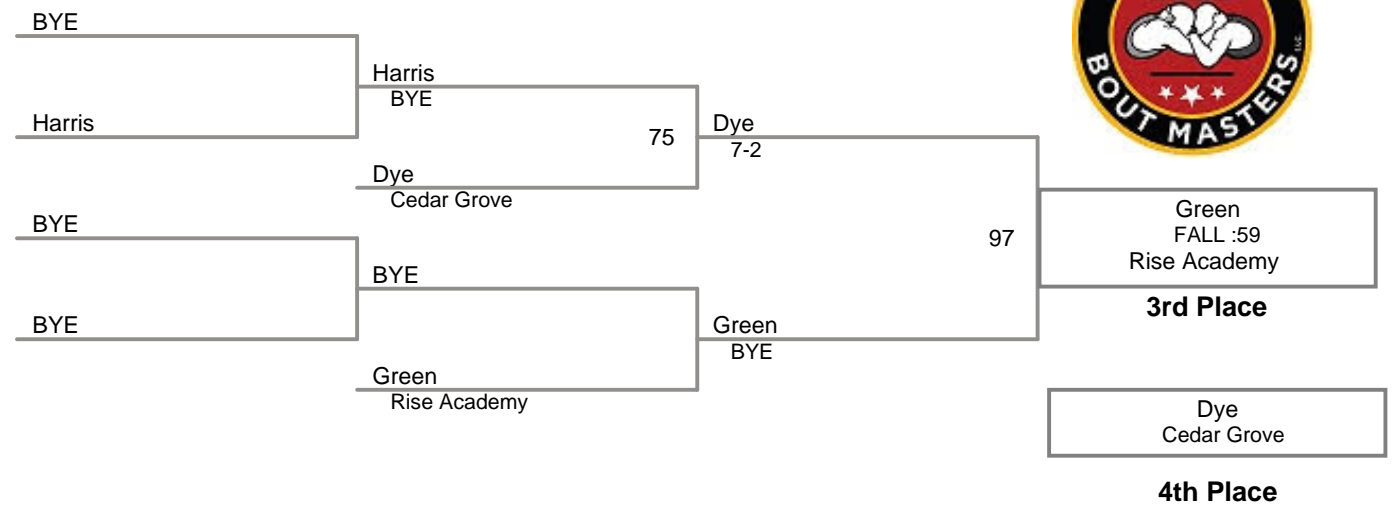 BYE
Harris
BYE
Harris
75
Dye
7-2
Dye
Cedar Grove
BYE
BYE
97
Green
FALL :59
Rise Academy
3rd Place
BYE
Green
BYE
Green
Rise Academy
Dye
Cedar Grove
4th Place
BOUT MASTERS